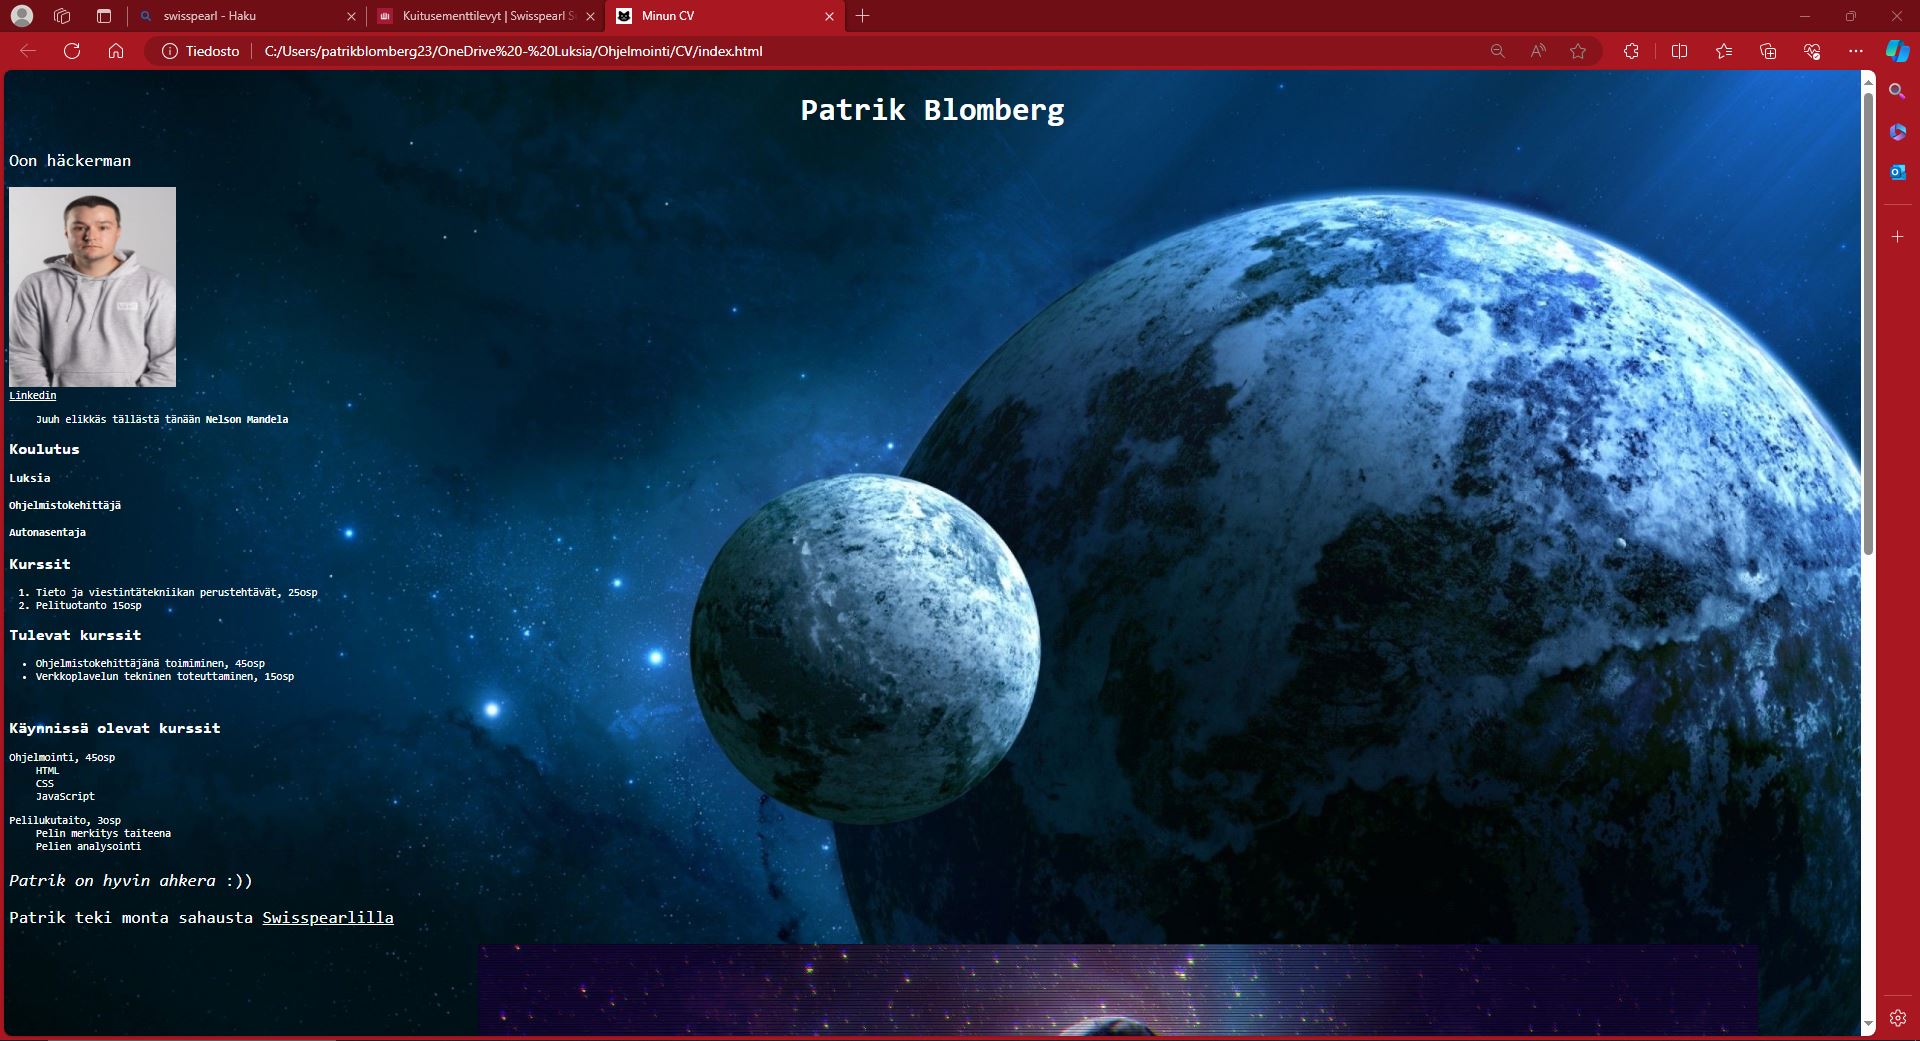 swisspearl - Haku
Kuitusementtilevyt | Swisspearl S
Minun CV
Tiedosto
C:/Users/patrikblomberg23/OneDrive%20-%20Luksia/Ohjelmointi/CV/index.html
Patrik Blomberg
Oon häckerman
Linkedin
Juuh elikkäs tällästä tänään Nelson Mandela
Koulutus
Luksia
Ohjelmistokehittäjä
Autonasentaja
Kurssit
1. Tieto ja viestintätekniikan perustehtävät, 25osp
2. Pelituotanto 15osp
Tulevat kurssit
• Ohjelmistokehittäjänä toimiminen, 45osp
• Verkkoplavelun tekninen toteuttaminen, 15osp
Käynnissä olevat kurssit
Ohjelmointi, 45osp
HTML
CSS
JavaScript
Pelilukutaito, 3osp
Pelin merkitys taiteena
Pelien analysointi
Patrik on hyvin ahkera :))
Patrik teki monta sahausta Swisspearlilla